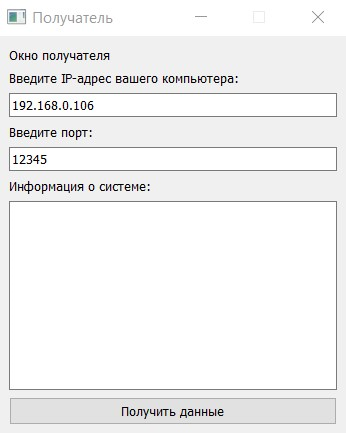 Получатель
Окно получателя
Введите IP-адрес вашего компьютера:
192.168.0.106
Введите порт:
12345
Информация о системе:
Получить данные